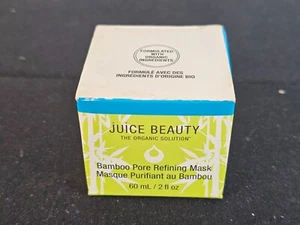 FORMULATED
WITH
ORGANIC
INGREDIENTS
FORMULÉ AVEC DES
INGRÉDIENTS D'ORIGINE BIO
JUICE BEAUTY
THE ORGANIC SOLUTION
Bamboo Pore Refining Mask
Masque Purifiant au Bambou
60 mL / 2 fl oz